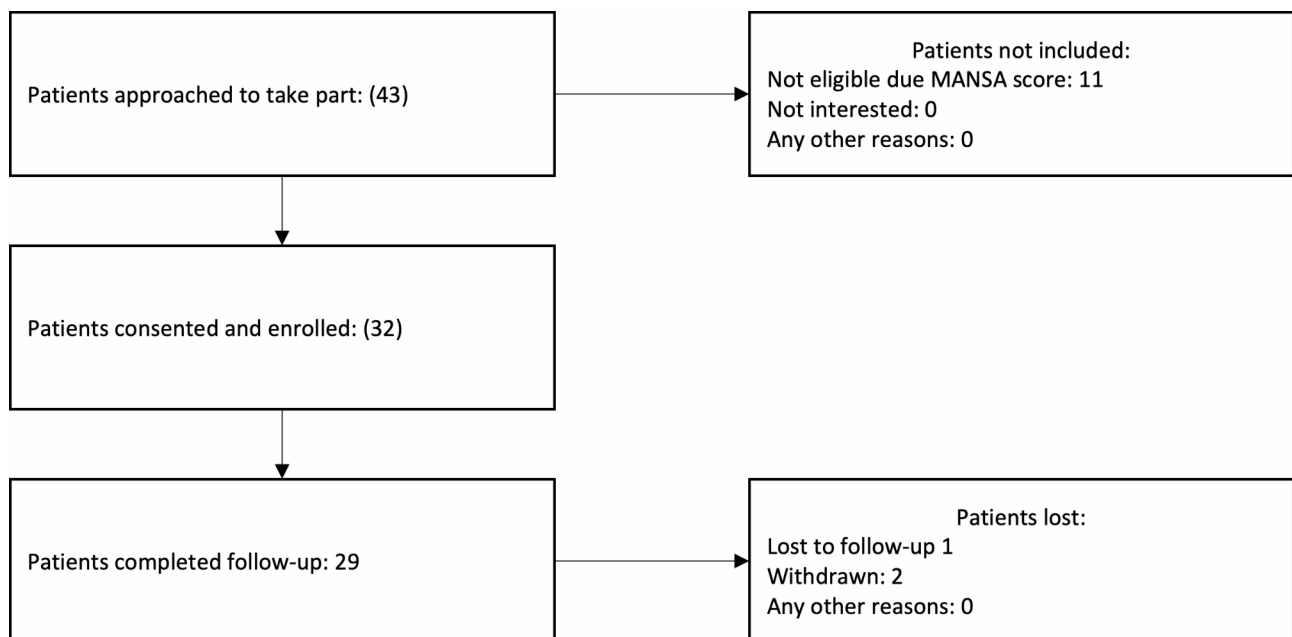 Patients approached to take part: (43)
Patients not included:
Not eligible due MANSA score: 11
Not interested: 0
Any other reasons: 0
Patients consented and enrolled: (32)
Patients completed follow-up: 29
Patients lost:
Lost to follow-up 1
Withdrawn: 2
Any other reasons: 0